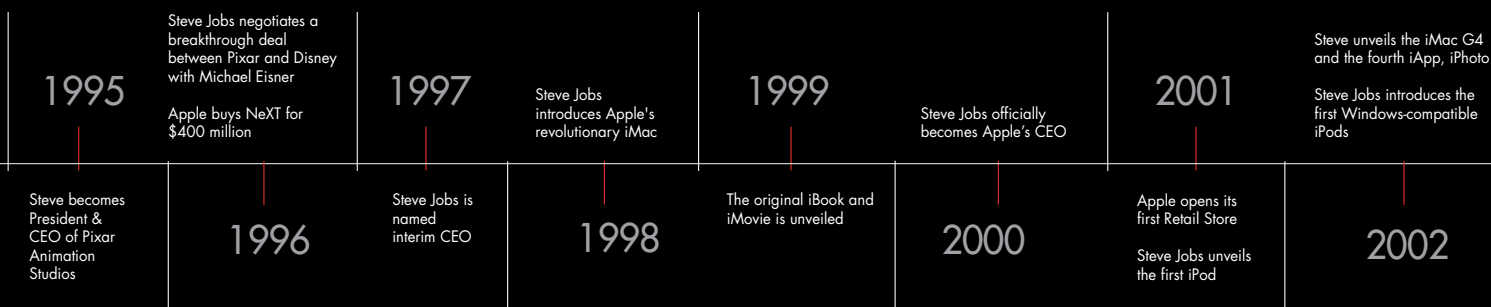 1995
Steve becomes
President &
CEO of Pixar
Animation
Studios
Steve Jobs negotiates a
breakthrough deal
between Pixar and Disney
with Michael Eisner
Apple buys NeXT for
$400 million
1996
1997
Steve Jobs is
named
interim CEO
Steve Jobs
introduces Apple's
revolutionary iMac
1998
1999
The original iBook and
iMovie is unveiled
Steve Jobs officially
becomes Apple’s CEO
2000
2001
Apple opens its
first Retail Store
Steve Jobs unveils
the first iPod
Steve unveils the iMac G4
and the fourth iApp, iPhoto
Steve Jobs introduces the
first Windows-compatible
iPods
2002